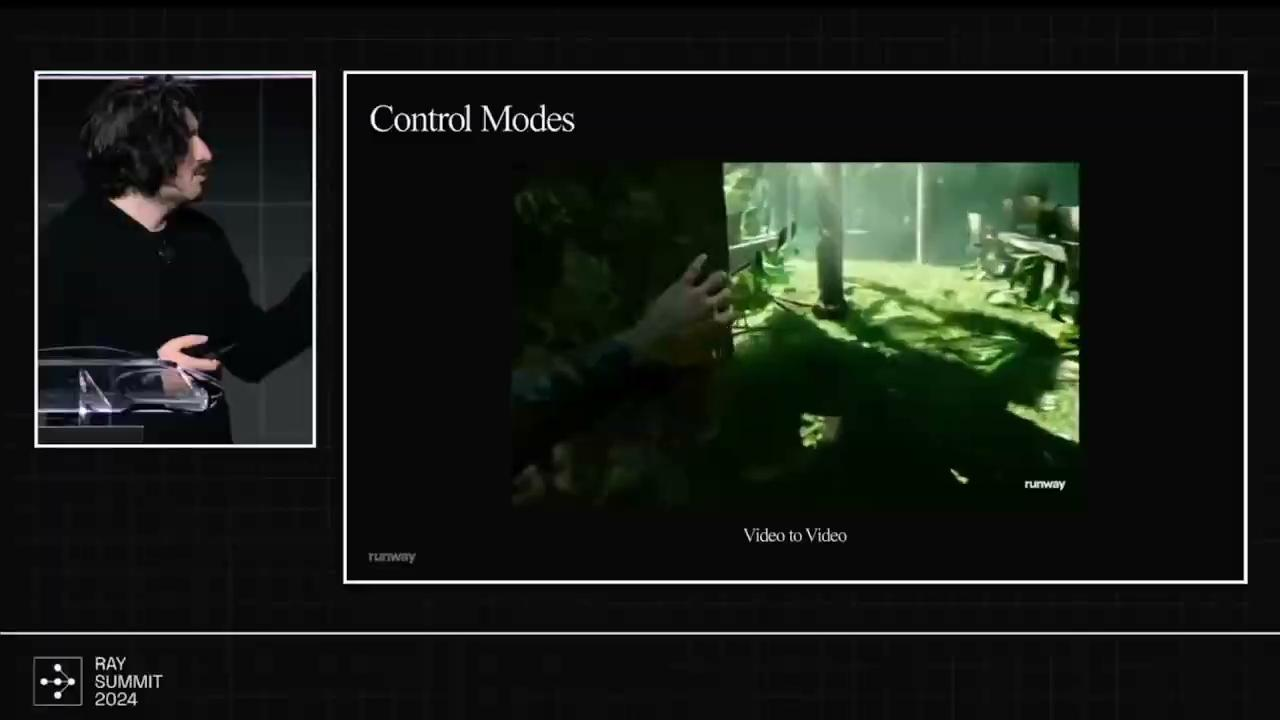 Control Modes
runway
Video to Video
runway
RAY
SUMMIT
2024